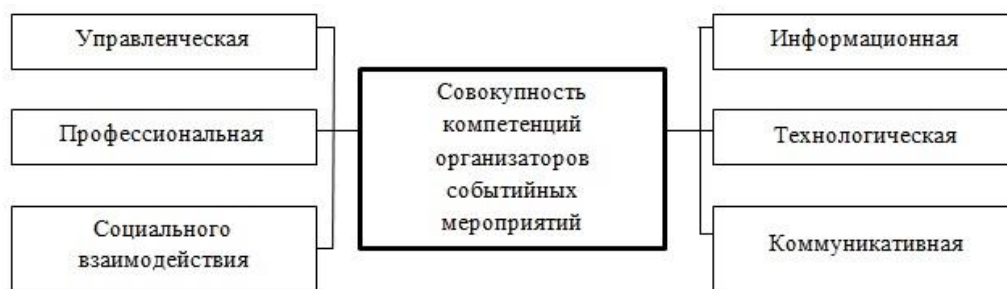 Управленческая
Профессиональная
Социального
взаимодействия
Совокупность
компетенций
организаторов
событийных
мероприятий
Информационная
Технологическая
Коммуникативная